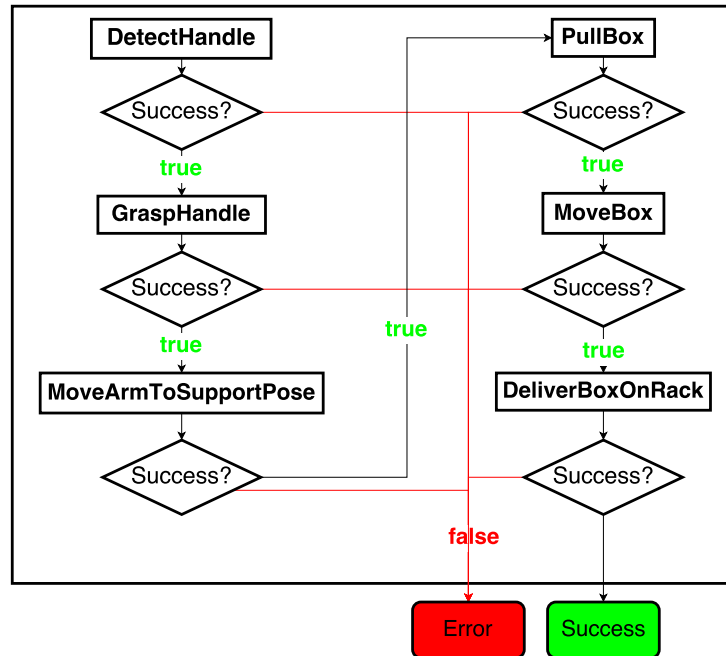 DetectHandle
Success?
true
GraspHandle
Success?
true
MoveArmToSupportPose
Success?
true
PullBox
Success?
true
MoveBox
Success?
true
DeliverBoxOnRack
Success?
false
Error
Success